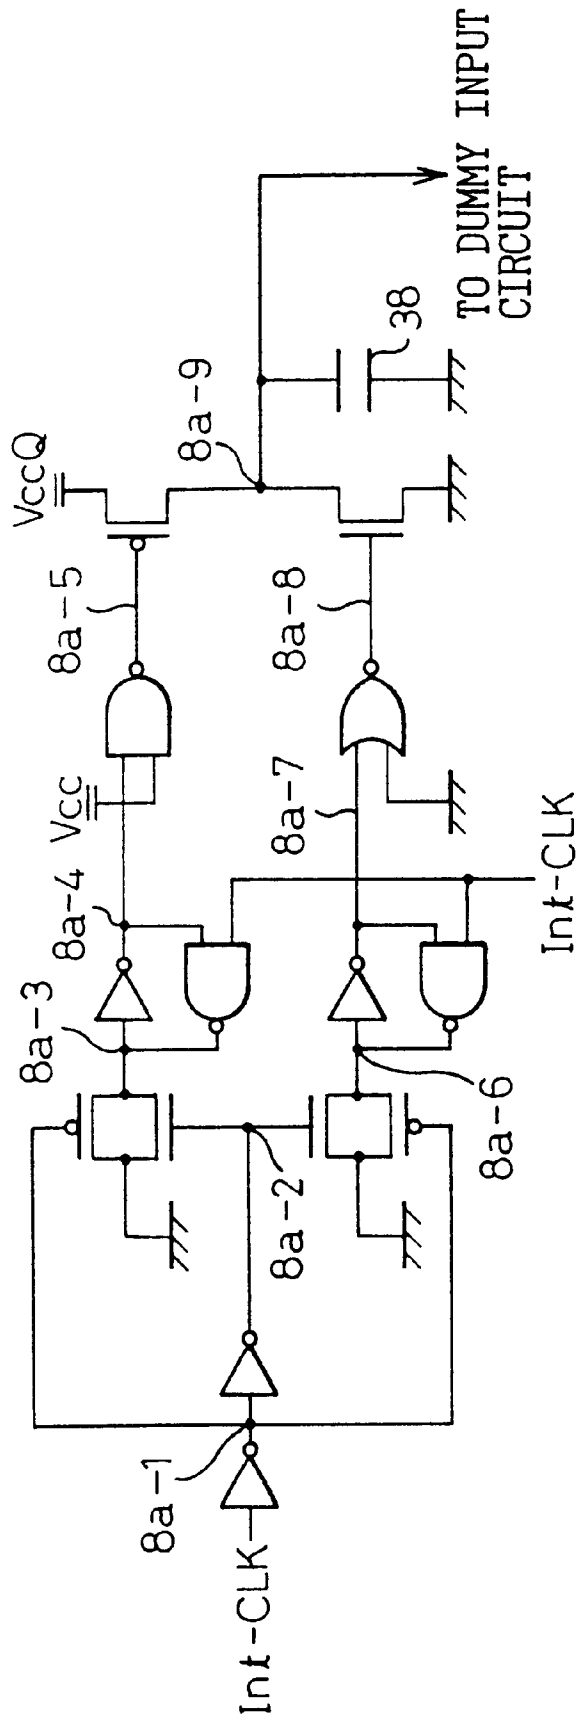 Int-CLK
8a-1
8a-2
8a-3
8a-4
Vcc
8a-5
VccQ
8a-6
8a-7
8a-8
8a-9
38
Int-CLK
TO DUMMY INPUT
CIRCUIT